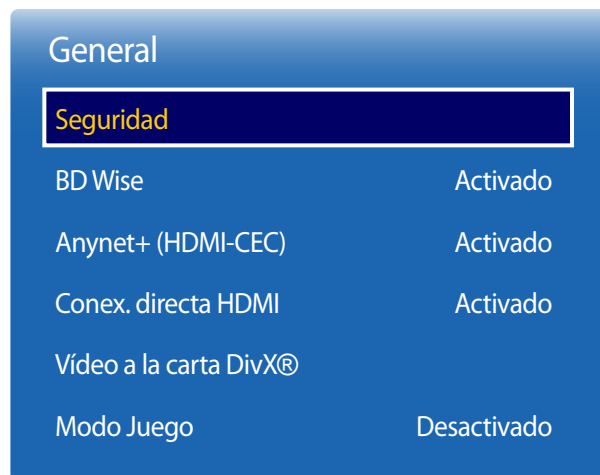 General
Seguridad
BD Wise Activado
Anynet+ (HDMI-CEC) Activado
Conex. directa HDMI Activado
Vídeo a la carta DivX®
Modo Juego Desactivado